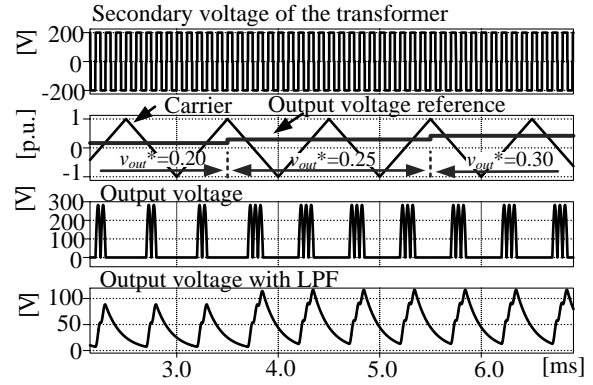 Secondary voltage of the transformer
[V]
200
0
-200
Carrier
Output voltage reference
[p.u.]
1
0
-1
vout*=0.20
vout*=0.25
vout*=0.30
Output voltage
[V]
300
200
100
0
Output voltage with LPF
[V]
100
50
0
3.0
4.0
5.0
6.0
[ms]